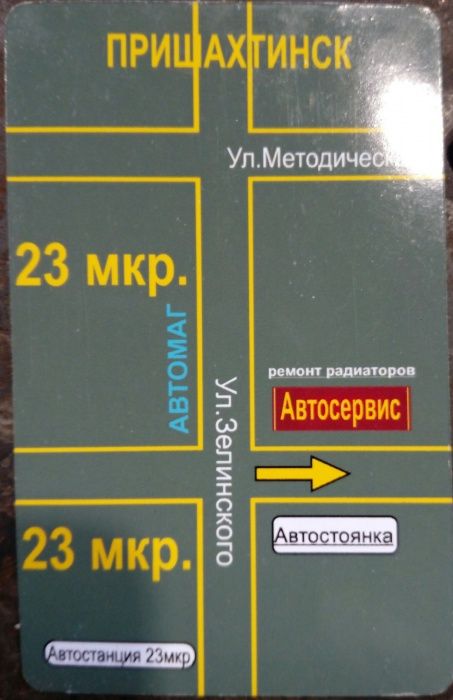 ПРИШАХТИНСК
Ул.Методическ
23 мкр.
АВТОМАГ
Ул.Зелинского
ремонт радиаторов
Автосервис
Автостоянка
23 мкр.
Автостанция 23мкр